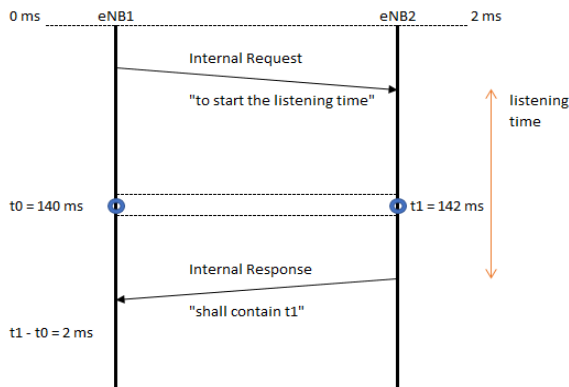 0 ms eNB1 eNB2 2 ms
Internal Request
"to start the listening time"
listening
time
t0 = 140 ms t1 = 142 ms
Internal Response
"shall contain t1"
t1 - t0 = 2 ms